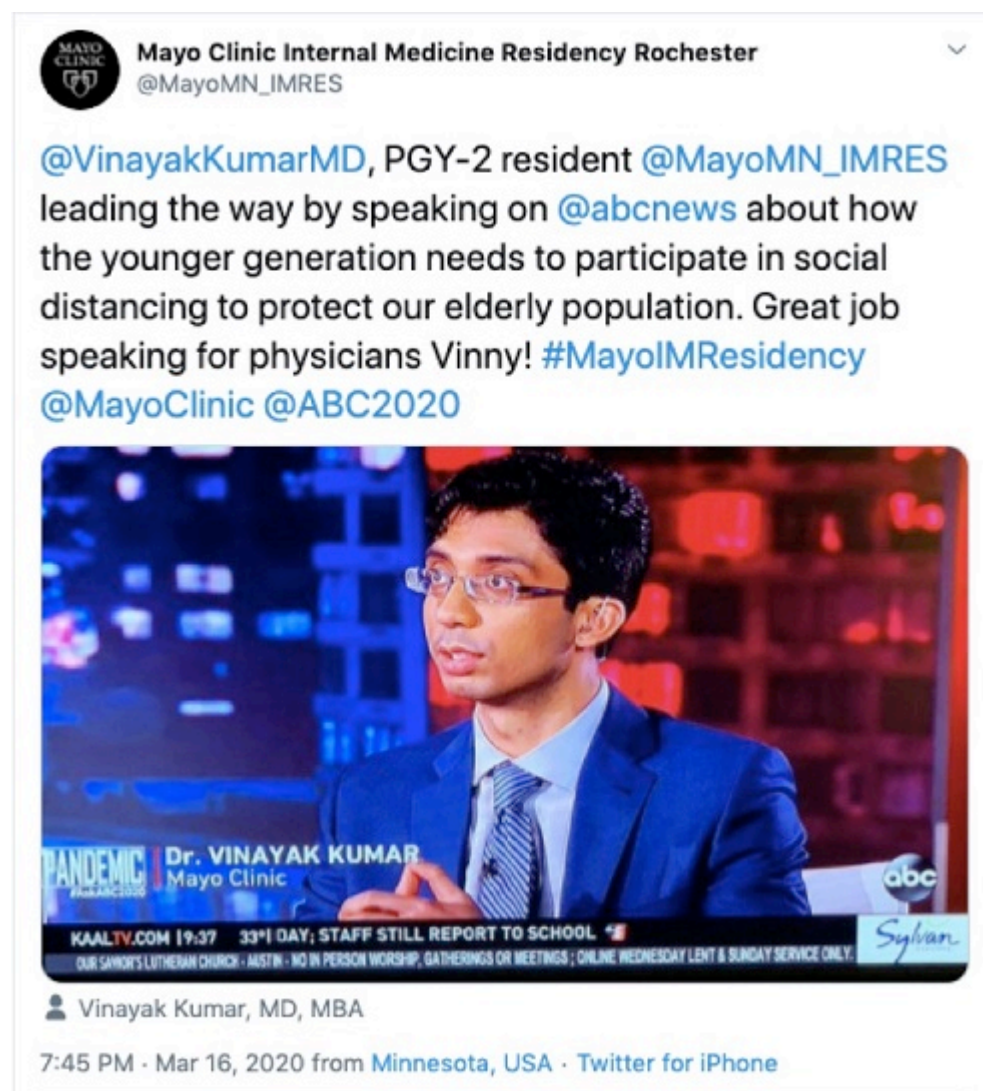 MAYO
CLINIC
Mayo Clinic Internal Medicine Residency Rochester
@MayoMN_IMRES
@VinayakKumarMD, PGY-2 resident @MayoMN_IMRES
leading the way by speaking on @abcnews about how
the younger generation needs to participate in social
distancing to protect our elderly population. Great job
speaking for physicians Vinny! #MayoIMResidency
@MayoClinic @ABC2020
PANDEMIC
#AskABC2020
Dr. VINAYAK KUMAR
Mayo Clinic
abc
KAALTV.COM 19:37 33° DAY; STAFF STILL REPORT TO SCHOOL
Sylvan
OUR SAVIOR'S LUTHERAN CHURCH - AUSTIN - NO IN PERSON WORSHIP, GATHERINGS OR MEETINGS ; ONLINE WEDNESDAY LENT & SUNDAY SERVICE ONLY.
Vinayak Kumar, MD, MBA
7:45 PM · Mar 16, 2020 from Minnesota, USA · Twitter for iPhone